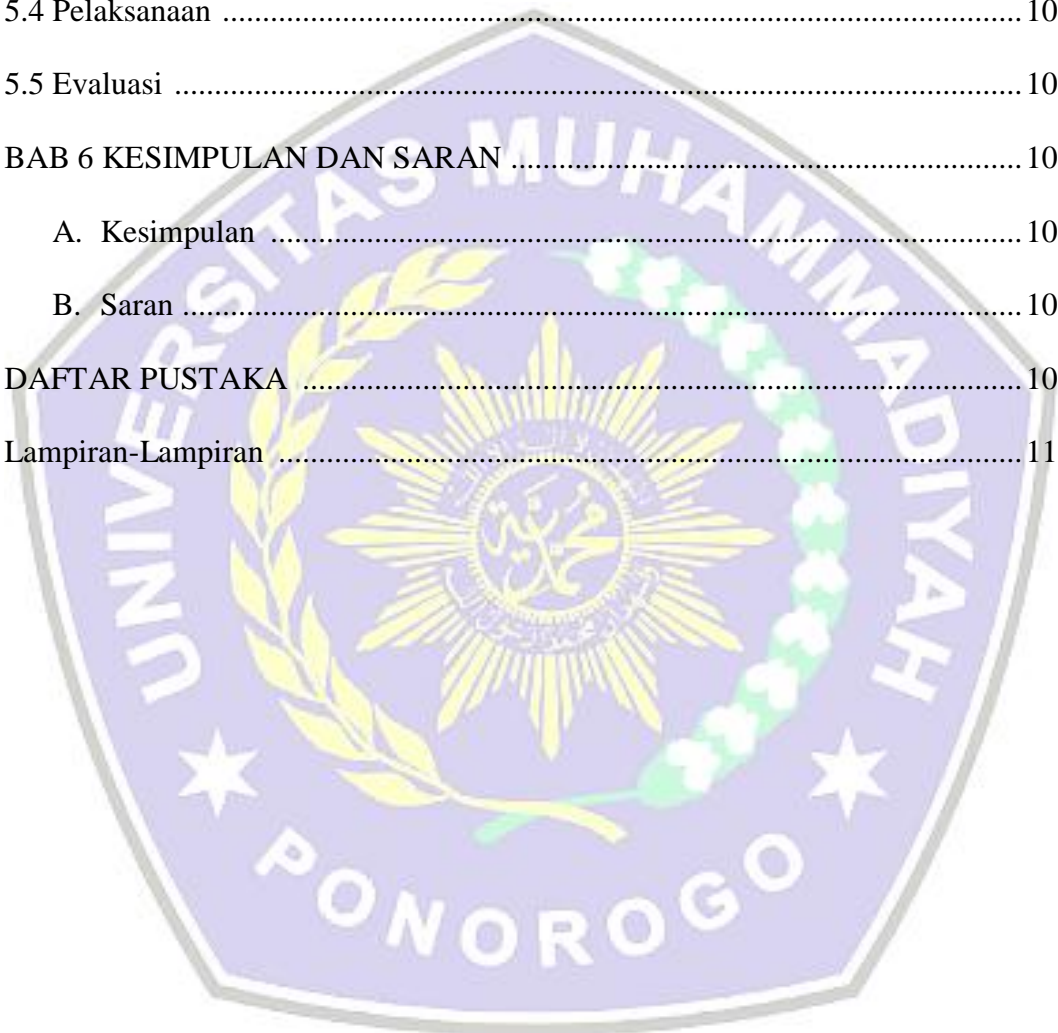 5.4 Pelaksanaan ........................................................................................ 10
5.5 Evaluasi ............................................................................................. 10
BAB 6 KESIMPULAN DAN SARAN ......................................................... 10
A. Kesimpulan ................................................................................... 10
B. Saran ............................................................................................. 10
DAFTAR PUSTAKA ................................................................................. 10
Lampiran-Lampiran ................................................................................... 11
UNIVERSITAS MUHAMMADIYAH
PONOROGO